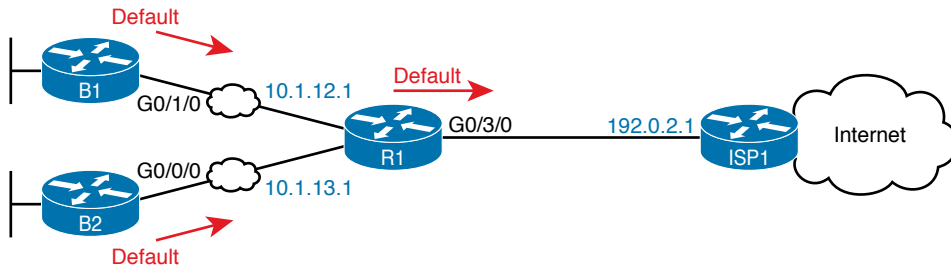 Default
B1
G0/1/0
10.1.12.1
Default
R1
G0/3/0
192.0.2.1
ISP1
Internet
G0/0/0
10.1.13.1
B2
Default